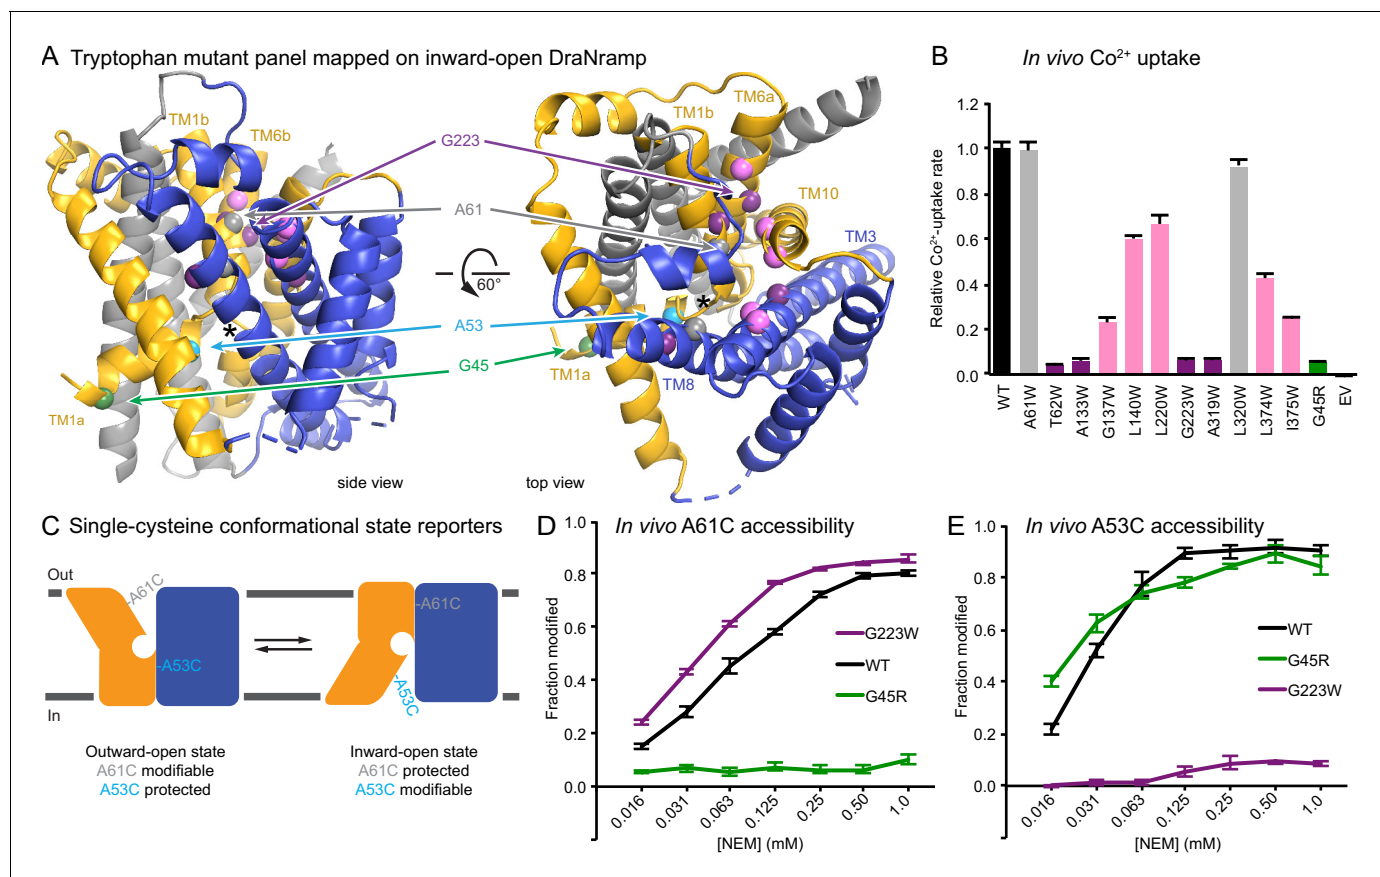 A Tryptophan mutant panel mapped on inward-open DraNramp
TM1b
TM6b
TM1a
G223
A61
A53
G45
60°
*
side view
TM1b
TM6a
TM10
TM3
TM1a
TM8
*
top view
B In vivo Co²⁺ uptake
Relative Co²⁺-uptake rate
1.2
1.0
0.8
0.6
0.4
0.2
0.0
WT
A61W
T62W
A133W
G137W
L140W
L220W
G223W
A319W
L320W
L374W
I375W
G45R
EV
C Single-cysteine conformational state reporters
Out
In
-A61C
-A53C
-A61C
-A53C
Outward-open state
A61C modifiable
A53C protected
Inward-open state
A61C protected
A53C modifiable
D In vivo A61C accessibility
Fraction modified
1.0
0.8
0.6
0.4
0.2
0.0
G223W
WT
G45R
0.016
0.031
0.063
0.125
0.25
0.50
1.0
[NEM] (mM)
E In vivo A53C accessibility
Fraction modified
1.0
0.8
0.6
0.4
0.2
0.0
WT
G45R
G223W
0.016
0.031
0.063
0.125
0.25
0.50
1.0
[NEM] (mM)